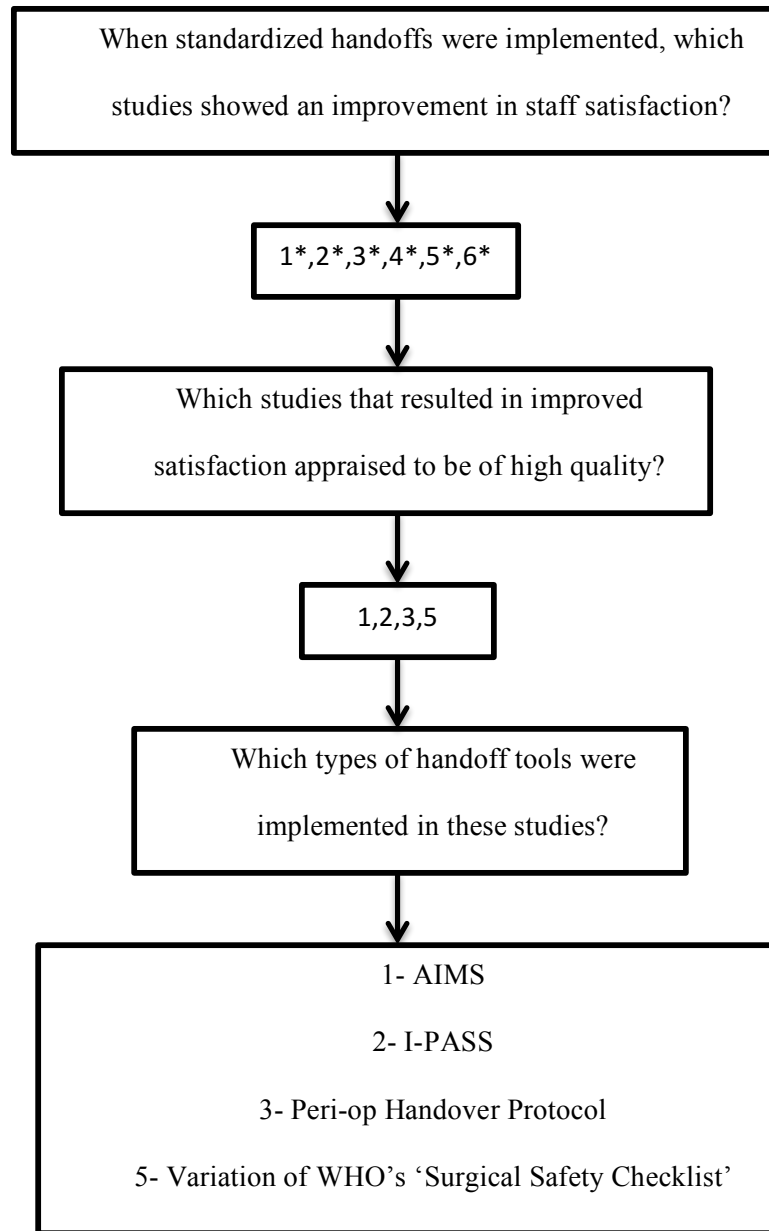 When standardized handoffs were implemented, which
studies showed an improvement in staff satisfaction?
1*,2*,3*,4*,5*,6*
Which studies that resulted in improved
satisfaction appraised to be of high quality?
1,2,3,5
Which types of handoff tools were
implemented in these studies?
1- AIMS
2- I-PASS
3- Peri-op Handover Protocol
5- Variation of WHO’s ‘Surgical Safety Checklist’